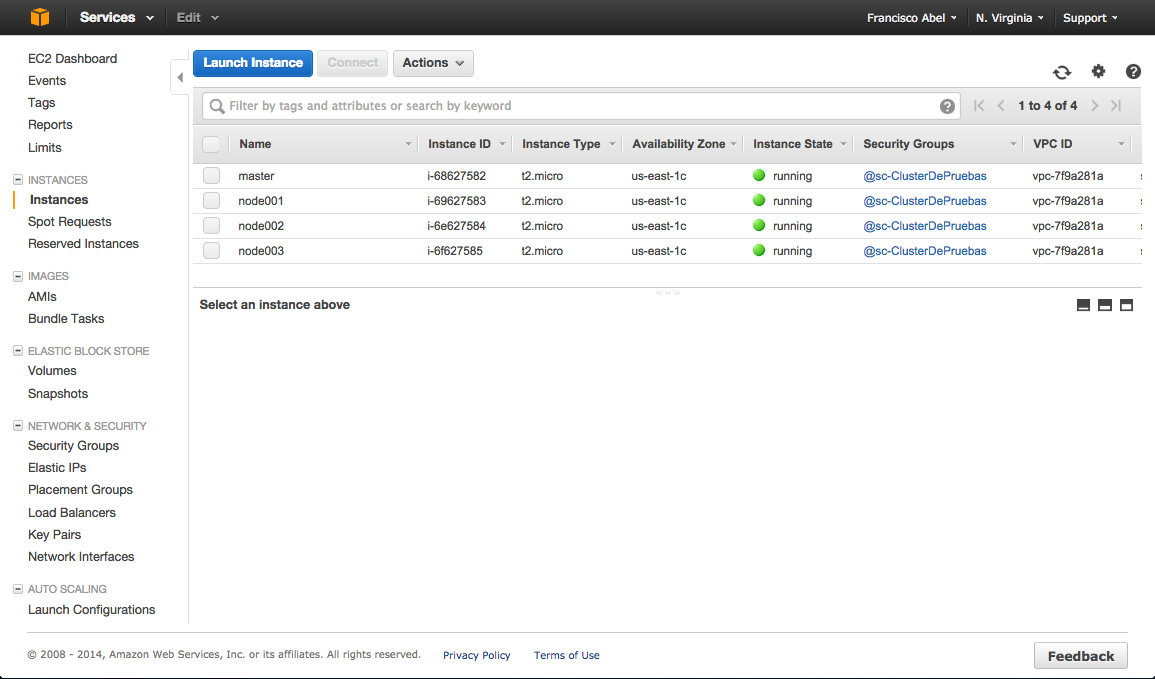 Services Edit Francisco Abel N. Virginia Support
EC2 Dashboard
Events
Tags
Reports
Limits
INSTANCES
Instances
Spot Requests
Reserved Instances
IMAGES
AMIs
Bundle Tasks
ELASTIC BLOCK STORE
Volumes
Snapshots
NETWORK & SECURITY
Security Groups
Elastic IPs
Placement Groups
Load Balancers
Key Pairs
Network Interfaces
AUTO SCALING
Launch Configurations
Launch Instance Connect Actions
Filter by tags and attributes or search by keyword 1 to 4 of 4
Name Instance ID Instance Type Availability Zone Instance State Security Groups VPC ID
master i-68627582 t2.micro us-east-1c running @sc-ClusterDePruebas vpc-7f9a281a
node001 i-69627583 t2.micro us-east-1c running @sc-ClusterDePruebas vpc-7f9a281a
node002 i-6e627584 t2.micro us-east-1c running @sc-ClusterDePruebas vpc-7f9a281a
node003 i-6f627585 t2.micro us-east-1c running @sc-ClusterDePruebas vpc-7f9a281a
Select an instance above
© 2008 - 2014, Amazon Web Services, Inc. or its affiliates. All rights reserved. Privacy Policy Terms of Use Feedback